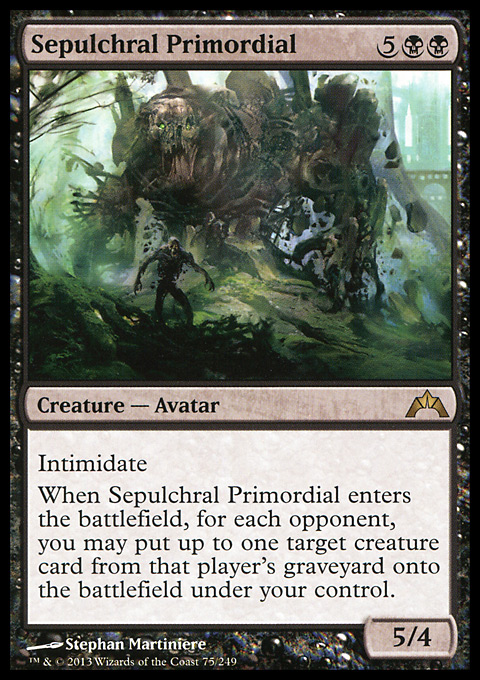 Sepulchral Primordial 5
Creature — Avatar
Intimidate
When Sepulchral Primordial enters
the battlefield, for each opponent,
you may put up to one target creature
card from that player's graveyard onto
the battlefield under your control.
Stephan Martiniere
5/4
™ & © 2013 Wizards of the Coast 75/249